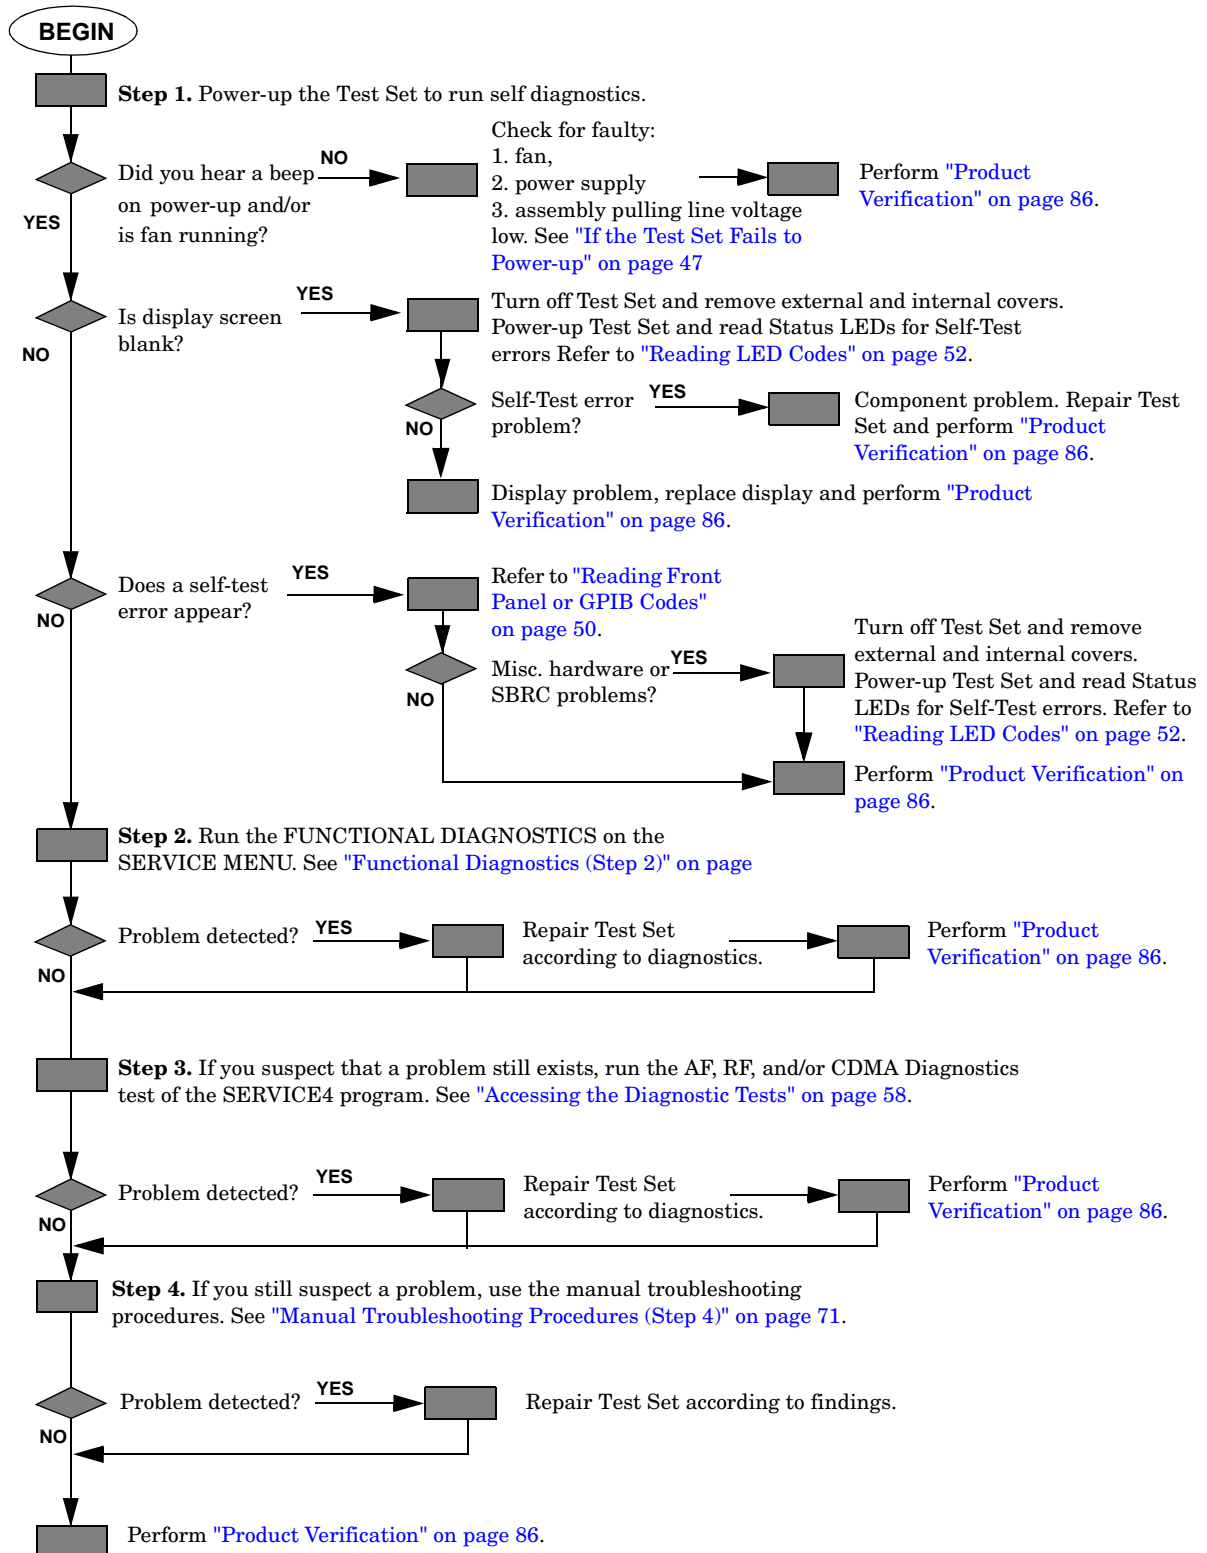 BEGIN
Step 1. Power-up the Test Set to run self diagnostics.
Did you hear a beep
on power-up and/or
is fan running?
NO
YES
Check for faulty:
1. fan,
2. power supply
3. assembly pulling line voltage
low. See "If the Test Set Fails to
Power-up" on page 47
Perform "Product
Verification" on page 86.
Is display screen
blank?
YES
NO
Turn off Test Set and remove external and internal covers.
Power-up Test Set and read Status LEDs for Self-Test
errors Refer to "Reading LED Codes" on page 52.
Self-Test error
problem?
YES
NO
Component problem. Repair Test
Set and perform "Product
Verification" on page 86.
Display problem, replace display and perform "Product
Verification" on page 86.
Does a self-test
error appear?
YES
NO
Refer to "Reading Front
Panel or GPIB Codes"
on page 50.
Misc. hardware or
SBRC problems?
YES
NO
Turn off Test Set and remove
external and internal covers.
Power-up Test Set and read Status
LEDs for Self-Test errors. Refer to
"Reading LED Codes" on page 52.
Perform "Product Verification" on
page 86.
Step 2. Run the FUNCTIONAL DIAGNOSTICS on the
SERVICE MENU. See "Functional Diagnostics (Step 2)" on page
Problem detected?
YES
NO
Repair Test Set
according to diagnostics.
Perform "Product
Verification" on page 86.
Step 3. If you suspect that a problem still exists, run the AF, RF, and/or CDMA Diagnostics
test of the SERVICE4 program. See "Accessing the Diagnostic Tests" on page 58.
Problem detected?
YES
NO
Repair Test Set
according to diagnostics.
Perform "Product
Verification" on page 86.
Step 4. If you still suspect a problem, use the manual troubleshooting
procedures. See "Manual Troubleshooting Procedures (Step 4)" on page 71.
Problem detected?
YES
NO
Repair Test Set according to findings.
Perform "Product Verification" on page 86.